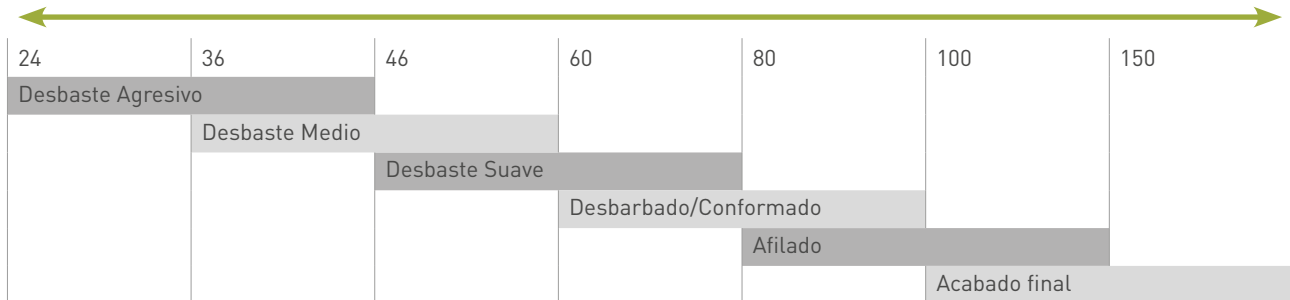 24 36 46 60 80 100 150
Desbaste Agresivo
Desbaste Medio
Desbaste Suave
Desbarbado/Conformado
Afilado
Acabado final